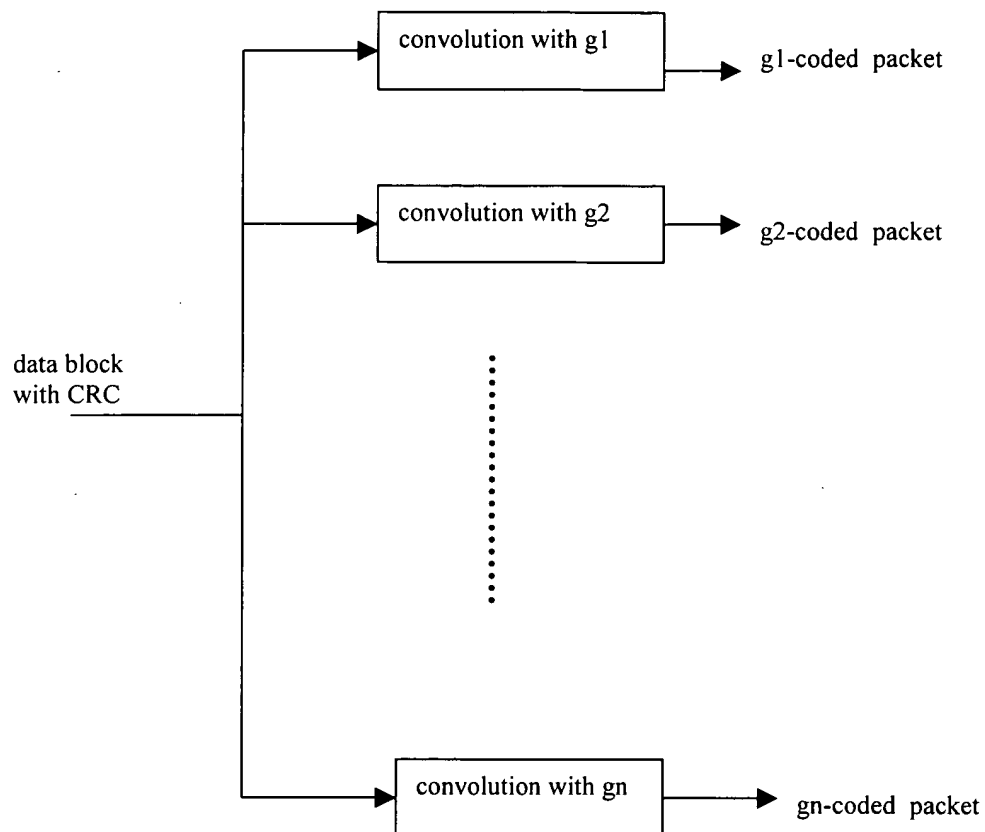 convolution with g1
g1-coded packet
convolution with g2
g2-coded packet
data block
with CRC
convolution with gn
gn-coded packet